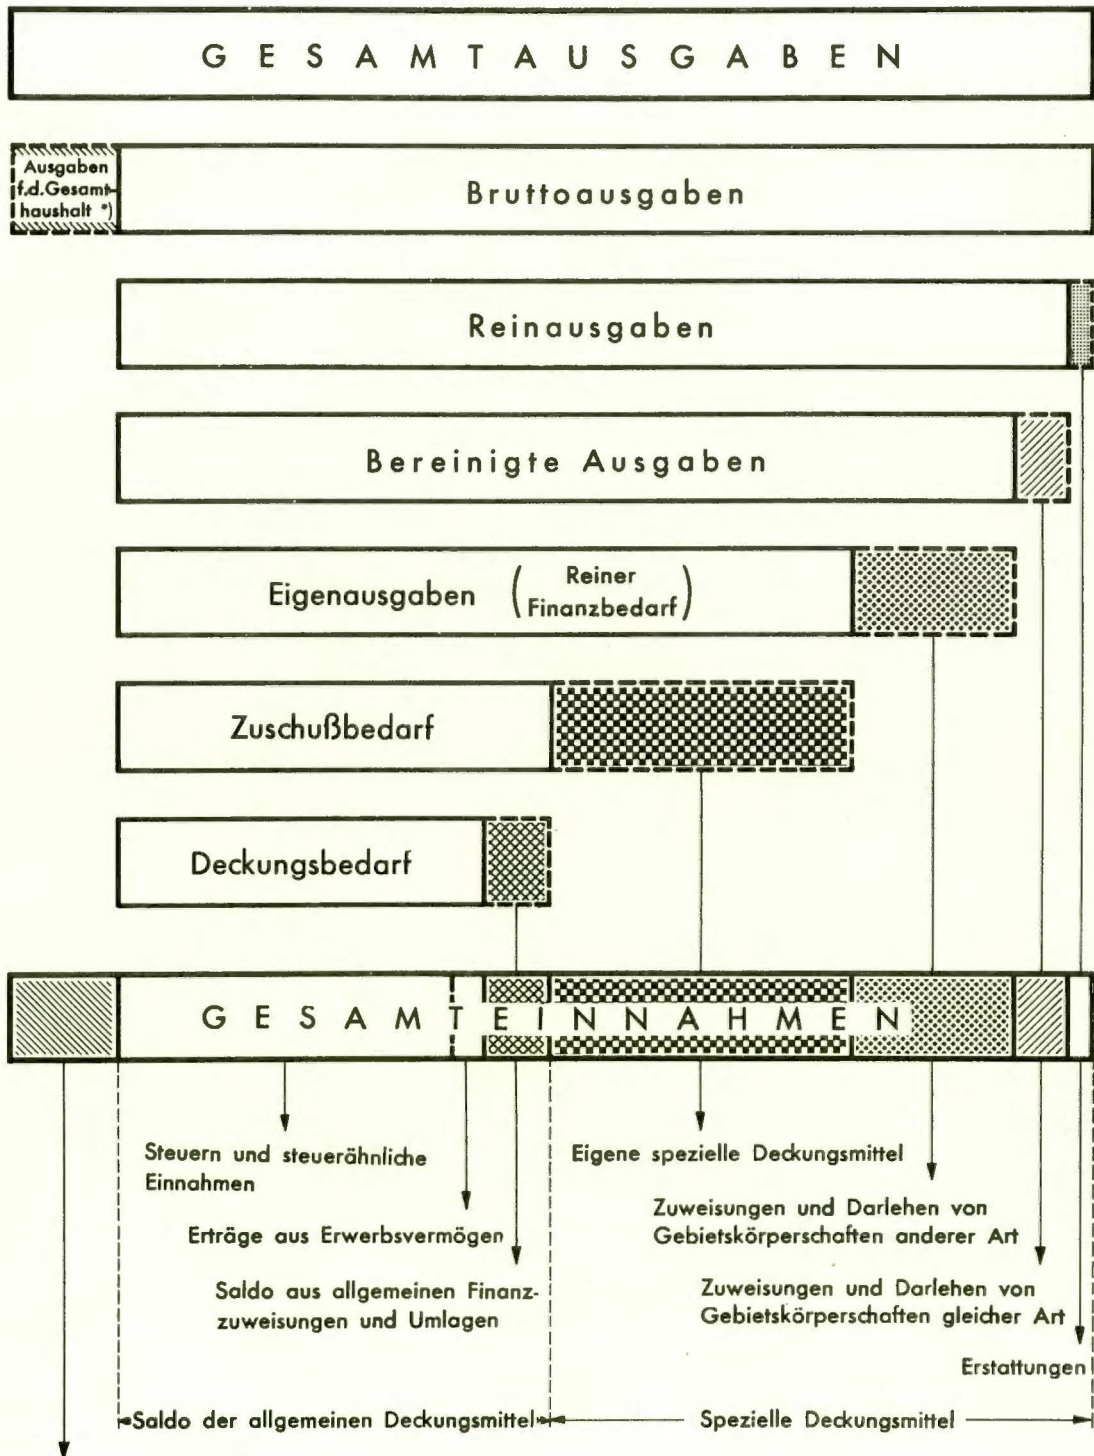 GESAMTAUSGABEN
Ausgaben
f.d.Gesamt-
haushalt *)
Bruttoausgaben
Reinausgaben
Bereinigte Ausgaben
Eigenausgaben ( Reiner
Finanzbedarf )
Zuschußbedarf
Deckungsbedarf
GESAMTEINNAHMEN
Steuern und steuerähnliche
Einnahmen
Eigene spezielle Deckungsmittel
Erträge aus Erwerbsvermögen
Zuweisungen und Darlehen von
Gebietskörperschaften anderer Art
Saldo aus allgemeinen Finanz-
zuweisungen und Umlagen
Zuweisungen und Darlehen von
Gebietskörperschaften gleicher Art
Erstattungen
Saldo der allgemeinen Deckungsmittel
Spezielle Deckungsmittel